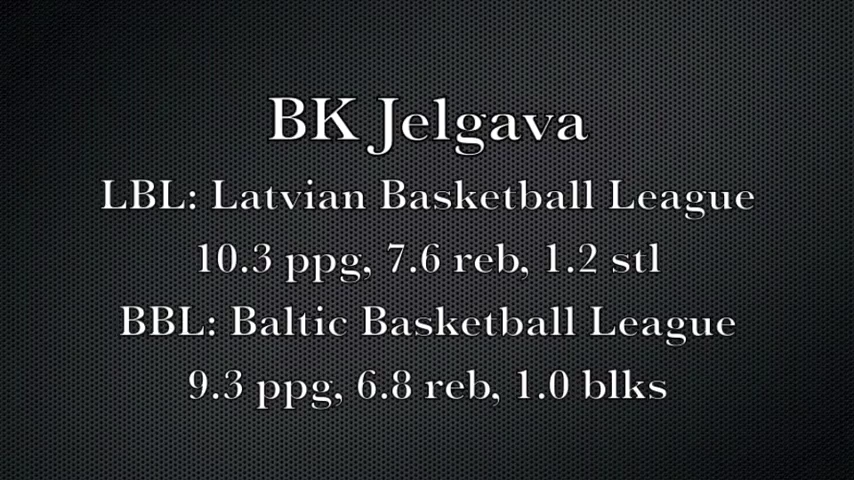 BK Jelgava
LBL: Latvian Basketball League
10.3 ppg, 7.6 reb, 1.2 stl
BBL: Baltic Basketball League
9.3 ppg, 6.8 reb, 1.0 blks